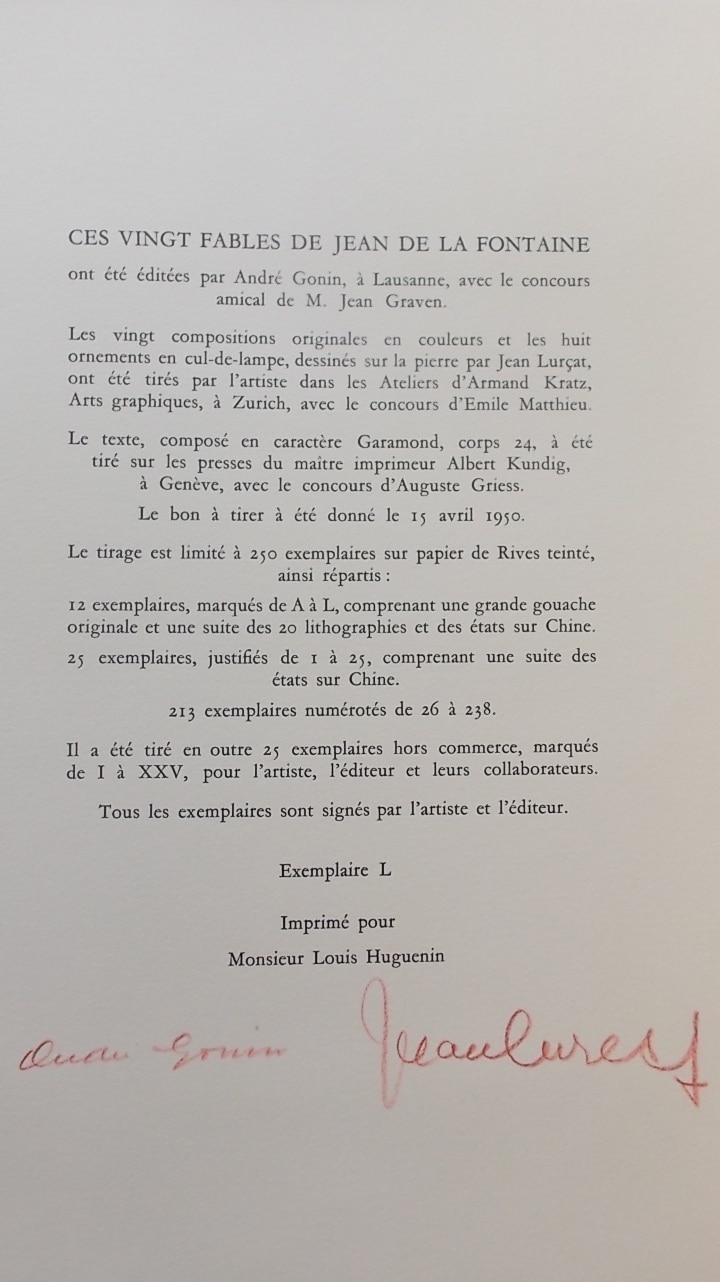 CES VINGT FABLES DE JEAN DE LA FONTAINE
ont été éditées par André Gonin, à Lausanne, avec le concours
amical de M. Jean Graven.
Les vingt compositions originales en couleurs et les huit
ornements en cul-de-lampe, dessinés sur la pierre par Jean Lurçat,
ont été tirés par l'artiste dans les Ateliers d'Armand Kratz,
Arts graphiques, à Zurich, avec le concours d'Emile Matthieu.
Le texte, composé en caractère Garamond, corps 24, à été
tiré sur les presses du maître imprimeur Albert Kundig,
à Genève, avec le concours d'Auguste Griess.
Le bon à tirer à été donné le 15 avril 1950.
Le tirage est limité à 250 exemplaires sur papier de Rives teinté,
ainsi répartis :
12 exemplaires, marqués de A à L, comprenant une grande gouache
originale et une suite des 20 lithographies et des états sur Chine.
25 exemplaires, justifiés de 1 à 25, comprenant une suite des
états sur Chine.
213 exemplaires numérotés de 26 à 238.
Il a été tiré en outre 25 exemplaires hors commerce, marqués
de I à XXV, pour l'artiste, l'éditeur et leurs collaborateurs.
Tous les exemplaires sont signés par l'artiste et l'éditeur.
Exemplaire L
Imprimé pour
Monsieur Louis Huguenin
André Gonin Jean Lurçat